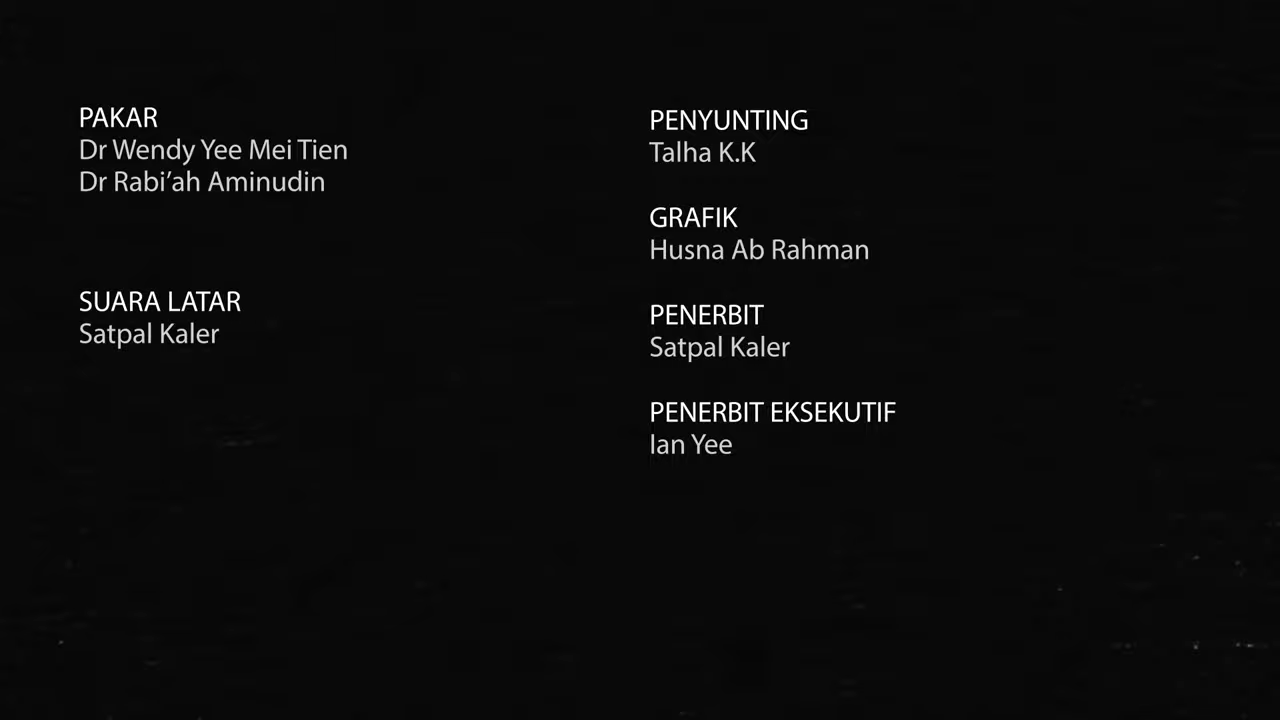 PAKAR
Dr Wendy Yee Mei Tien
Dr Rabi’ah Aminudin
SUARA LATAR
Satpal Kaler
PENYUNTING
Talha K.K
GRAFIK
Husna Ab Rahman
PENERBIT
Satpal Kaler
PENERBIT EKSEKUTIF
Ian Yee